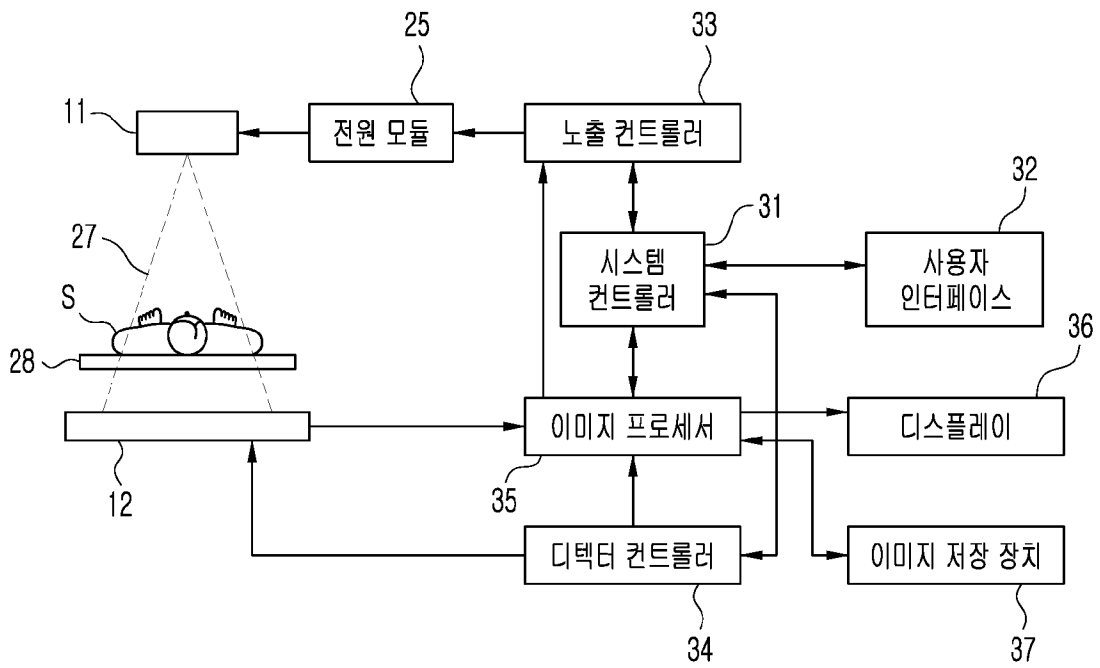 25
33
11
전원 모듈
노출 컨트롤러
27
31
32
시스템
컨트롤러
사용자
인터페이스
S
28
36
이미지 프로세서
디스플레이
12
35
디텍터 컨트롤러
이미지 저장 장치
34
37